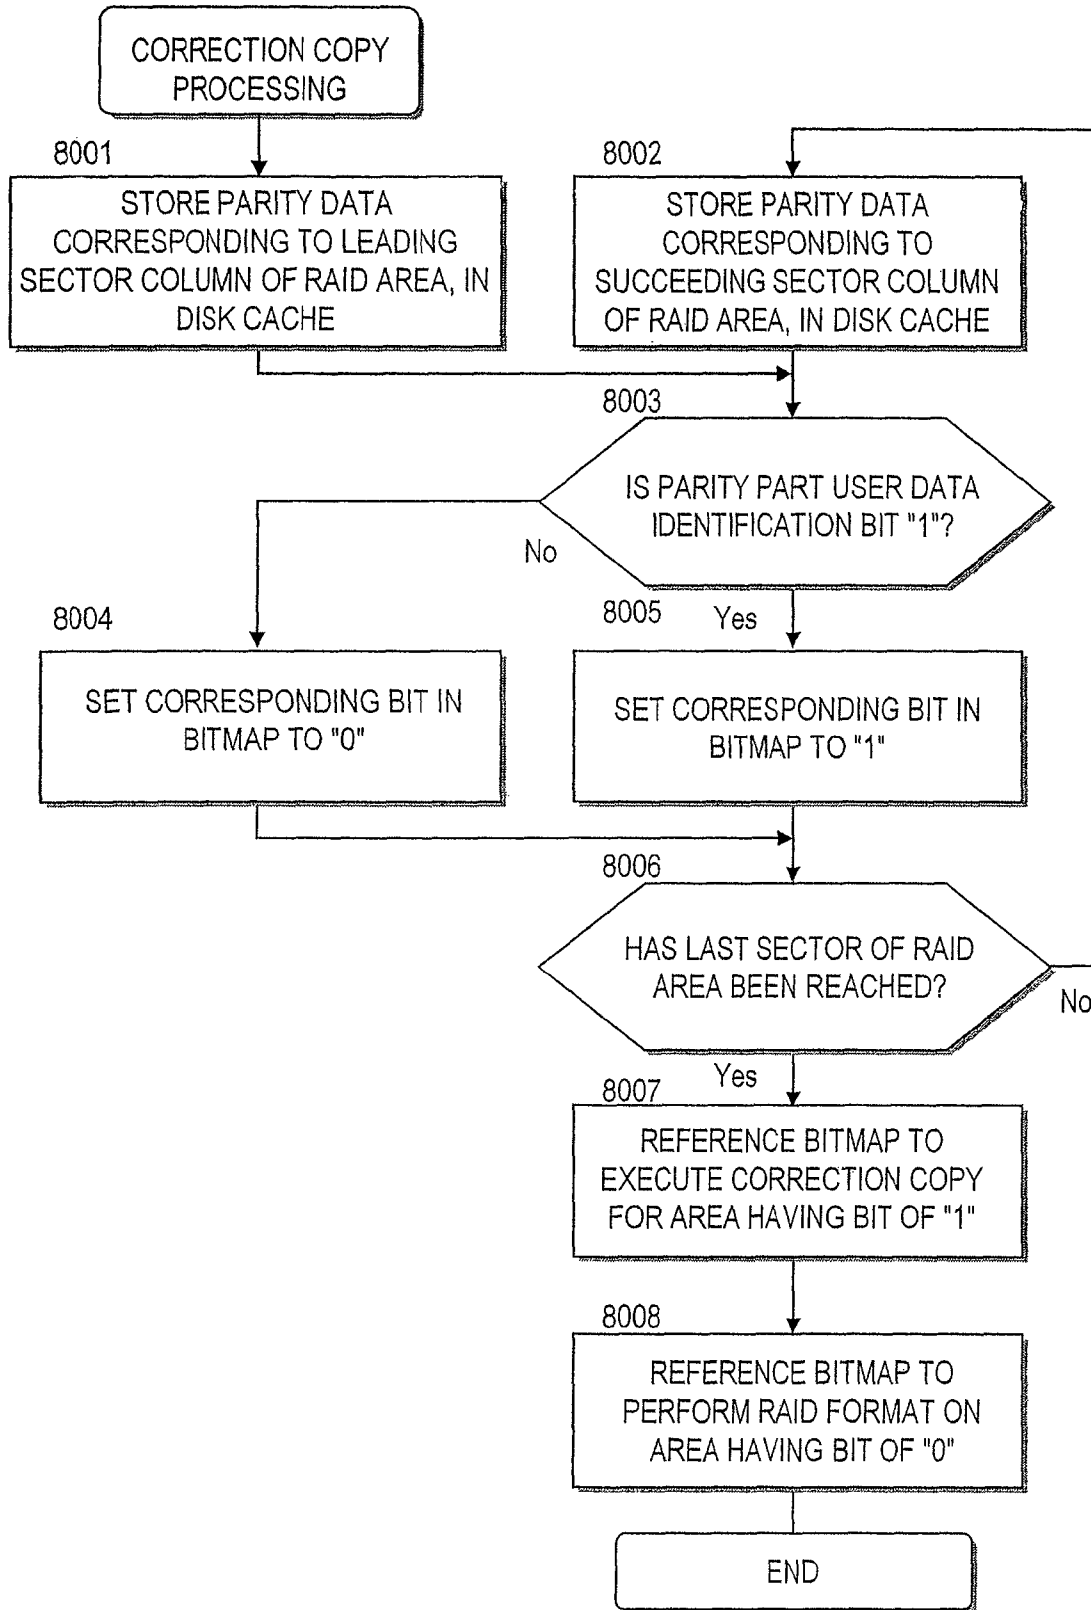 CORRECTION COPY
PROCESSING
8001
STORE PARITY DATA
CORRESPONDING TO LEADING
SECTOR COLUMN OF RAID AREA, IN
DISK CACHE
8002
STORE PARITY DATA
CORRESPONDING TO
SUCCEEDING SECTOR COLUMN
OF RAID AREA, IN DISK CACHE
8003
IS PARITY PART USER DATA
IDENTIFICATION BIT "1"?
No
Yes
8004
SET CORRESPONDING BIT IN
BITMAP TO "0"
8005
SET CORRESPONDING BIT IN
BITMAP TO "1"
8006
HAS LAST SECTOR OF RAID
AREA BEEN REACHED?
No
Yes
8007
REFERENCE BITMAP TO
EXECUTE CORRECTION COPY
FOR AREA HAVING BIT OF "1"
8008
REFERENCE BITMAP TO
PERFORM RAID FORMAT ON
AREA HAVING BIT OF "0"
END